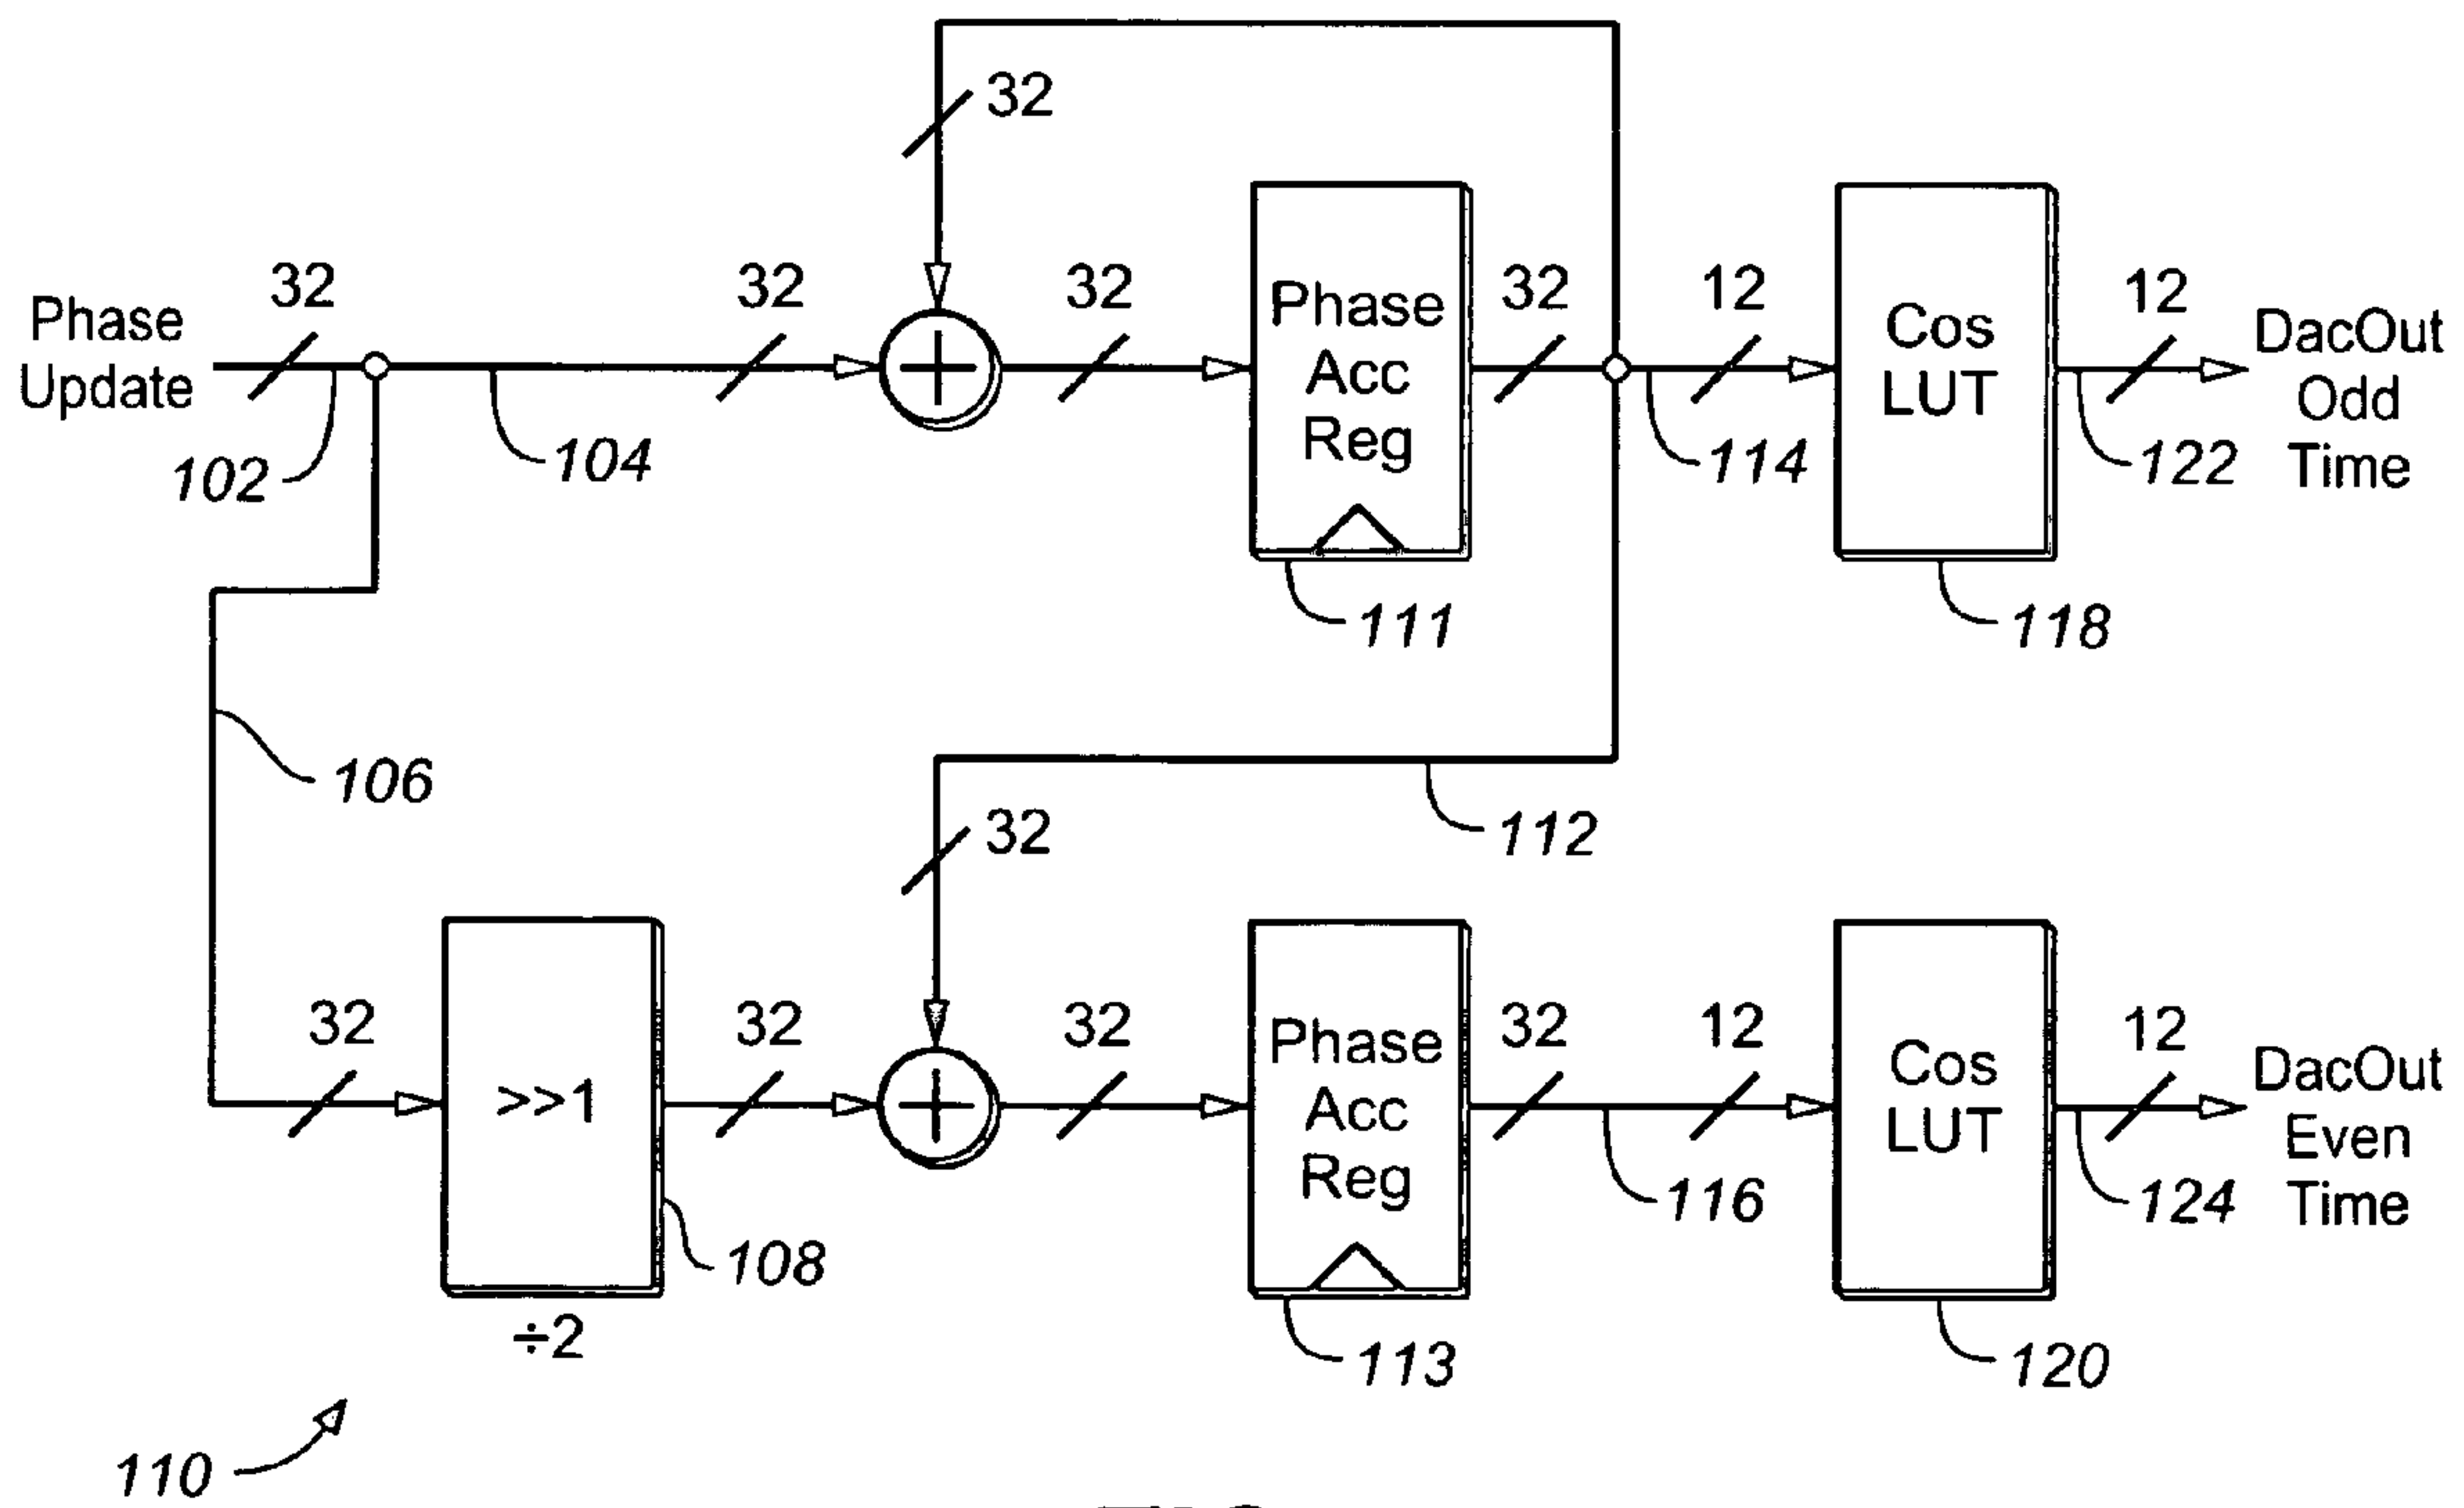 32
32
Phase
Update
32
32
32
12
12
Phase
Acc
Reg
Cos
LUT
DacOut
Odd
Time
102
104
114
122
111
118
106
112
32
32
32
32
32
12
12
>>1
Phase
Acc
Reg
Cos
LUT
DacOut
Even
Time
116
124
108
÷2
113
120
110